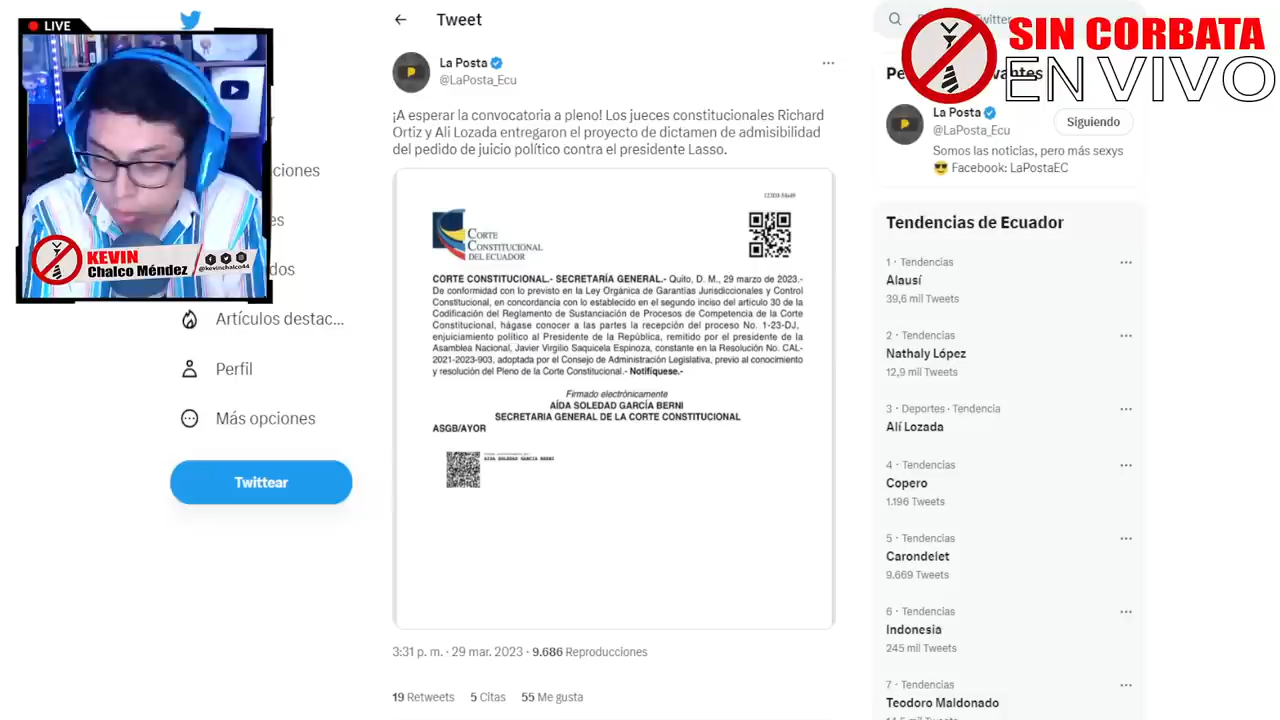 LIVE
KEVIN
Chalco Méndez
@kevinchalco44
ciones
es
dos
Artículos destac...
Perfil
Más opciones
Twittear
Tweet
La Posta
@LaPosta_Ecu
¡A esperar la convocatoria a pleno! Los jueces constitucionales Richard
Ortiz y Ali Lozada entregaron el proyecto de dictamen de admisibilidad
del pedido de juicio político contra el presidente Lasso.
CORTE
CONSTITUCIONAL
DEL ECUADOR
CORTE CONSTITUCIONAL.- SECRETARÍA GENERAL.- Quito, D. M., 29 marzo de 2023.-
De conformidad con lo previsto en la Ley Orgánica de Garantías Jurisdiccionales y Control
Constitucional, en concordancia con lo establecido en el segundo inciso del artículo 30 de la
Codificación del Reglamento de Sustanciación de Procesos de Competencia de la Corte
Constitucional, hágase conocer a las partes la recepción del proceso No. 1-23-DJ,
enjuiciamiento político al Presidente de la República, remitido por el presidente de la
Asamblea Nacional, Javier Virgilio Saquicela Espinoza, constante en la Resolución No. CAL-
2021-2023-903, adoptada por el Consejo de Administración Legislativa, previo al conocimiento
y resolución del Pleno de la Corte Constitucional.- Notifíquese.-
Firmado electrónicamente
AÍDA SOLEDAD GARCÍA BERNI
SECRETARIA GENERAL DE LA CORTE CONSTITUCIONAL
ASGB/AYOR
AIDA SOLEDAD GARCIA BERNI
3:31 p. m. · 29 mar. 2023 · 9.686 Reproducciones
19 Retweets 5 Citas 55 Me gusta
SIN CORBATA
EN VIVO
La Posta
@LaPosta_Ecu
Siguiendo
Somos las noticias, pero más sexys
Facebook: LaPostaEC
Tendencias de Ecuador
1 · Tendencias
Alausí
39,6 mil Tweets
2 · Tendencias
Nathaly López
12,9 mil Tweets
3 · Deportes · Tendencia
Alí Lozada
4 · Tendencias
Copero
1.196 Tweets
5 · Tendencias
Carondelet
9.669 Tweets
6 · Tendencias
Indonesia
245 mil Tweets
7 · Tendencias
Teodoro Maldonado